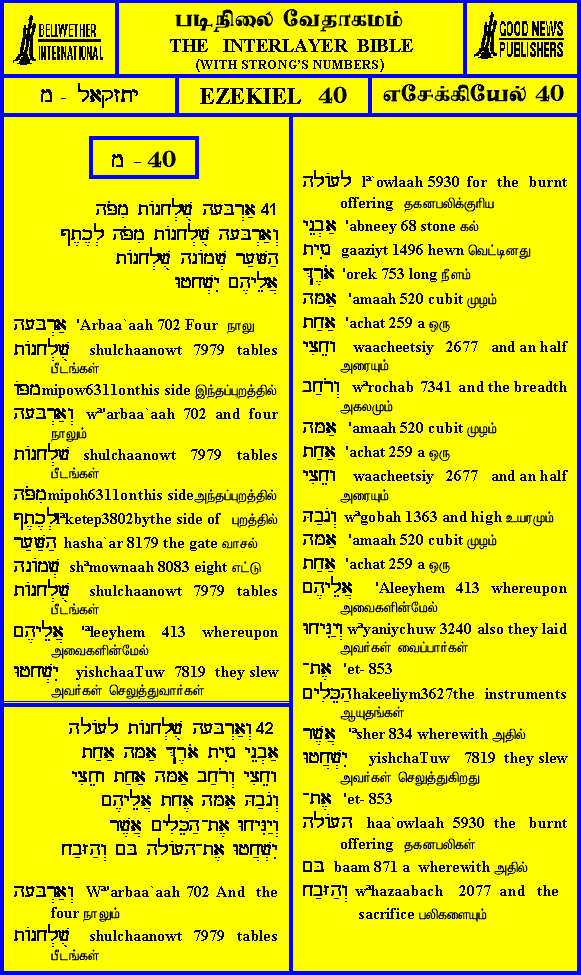 BELLWETHER
INTERNATIONAL
படிநிலை வேதாகமம்
THE INTERLAYER BIBLE
(WITH STRONG'S NUMBERS)
GOOD NEWS
PUBLISHERS
יחזקאל - מ
EZEKIEL 40
எசேக்கியேல் 40
מ - 40
41 אַרְבָּעָה שֻׁלְחָנוֹת מִפֹּה
וְאַרְבָּעָה שֻׁלְחָנוֹת מִפֹּה לְכֶתֶף
הַשָּׁעַר שְׁמוֹנָה שֻׁלְחָנוֹת
אֲלֵיהֶם יִשְׁחָטוּ
אַרְבָּעָה 'Arbaa`aah 702 Four நாலு
שֻׁלְחָנוֹת shulchaanowt 7979 tables
பீடங்கள்
מִפּוֹ mipow6311onthis side இந்தப்புறத்தில்
וְאַרְבָּעָה wª'arbaa`aah 702 and four
நாலும்
שֻׁלְחָנוֹת shulchaanowt 7979 tables
பீடங்கள்
מִפֹּה mipoh6311onthis sideஅந்தப்புறத்தில்
וּלְכֶתֶף lªketep3802bythe side of புறத்தில்
הַשַּׁעַר hasha`ar 8179 the gate வாசல்
שְׁמוֹנָה shªmownaah 8083 eight எட்டு
שֻׁלְחָנוֹת shulchaanowt 7979 tables
பீடங்கள்
אֲלֵיהֶם 'ªleeyhem 413 whereupon
அவைகளின்மேல்
יִשְׁחָטוּ yishchaaTuw 7819 they slew
அவர்கள் செலுத்துவார்கள்
42 וְאַרְבָּעָה שֻׁלְחָנוֹת לְעוֹלָה
אַבְנֵי גָזִית אֹרֶךְ אַמָּה אַחַת
וָחֵצִי וְרֹחַב אַמָּה אַחַת וָחֵצִי
וְגֹבַהּ אַמָּה אֶחָת אֲלֵיהֶם
וְיַנִּיחוּ אֶת־הַכֵּלִים אֲשֶׁר
יִשְׁחֲטוּ אֶת־הָעוֹלָה בָּם וְהַזָּבַח
וְאַרְבָּעָה Wª'arbaa`aah 702 And the
four நாலும்
שֻׁלְחָנוֹת shulchaanowt 7979 tables
பீடங்கள்
לְעוֹלָה lª`owlaah 5930 for the burnt
offering தகனபலிக்குரிய
אַבְנֵי 'abneey 68 stone கல்
גָזִית gaaziyt 1496 hewn வெட்டினது
אֹרֶךְ 'orek 753 long நீளம்
אַמָּה 'amaah 520 cubit முழம்
אַחַת 'achat 259 a ஒரு
וָחֵצִי waacheetsiy 2677 and an half
அரையும்
וְרֹחַב wªrochab 7341 and the breadth
அகலமும்
אַמָּה 'amaah 520 cubit முழம்
אַחַת 'achat 259 a ஒரு
וָחֵצִי waacheetsiy 2677 and an half
அரையும்
וְגֹבַהּ wªgobah 1363 and high உயரமும்
אַמָּה 'amaah 520 cubit முழம்
אַחַת 'achat 259 a ஒரு
אֲלֵיהֶם 'Aleeyhem 413 whereupon
அவைகளின்மேல்
וְיַנִּיחוּ wªyaniychuw 3240 also they laid
அவர்கள் வைப்பார்கள்
אֶת־ 'et- 853
הַכֵּלִים hakeeliym3627the instruments
ஆயுதங்கள்
אֲשֶׁר 'ªsher 834 wherewith அதில்
יִשְׁחֲטוּ yishchaTuw 7819 they slew
அவர்கள் செலுத்துகிறது
אֶת־ 'et- 853
הָעוֹלָה haa`owlaah 5930 the burnt
offering தகனபலிகள்
בָּם baam 871 a wherewith அதில்
וְהַזָּבַח wªhazaabach 2077 and the
sacrifice பலிகளையும்